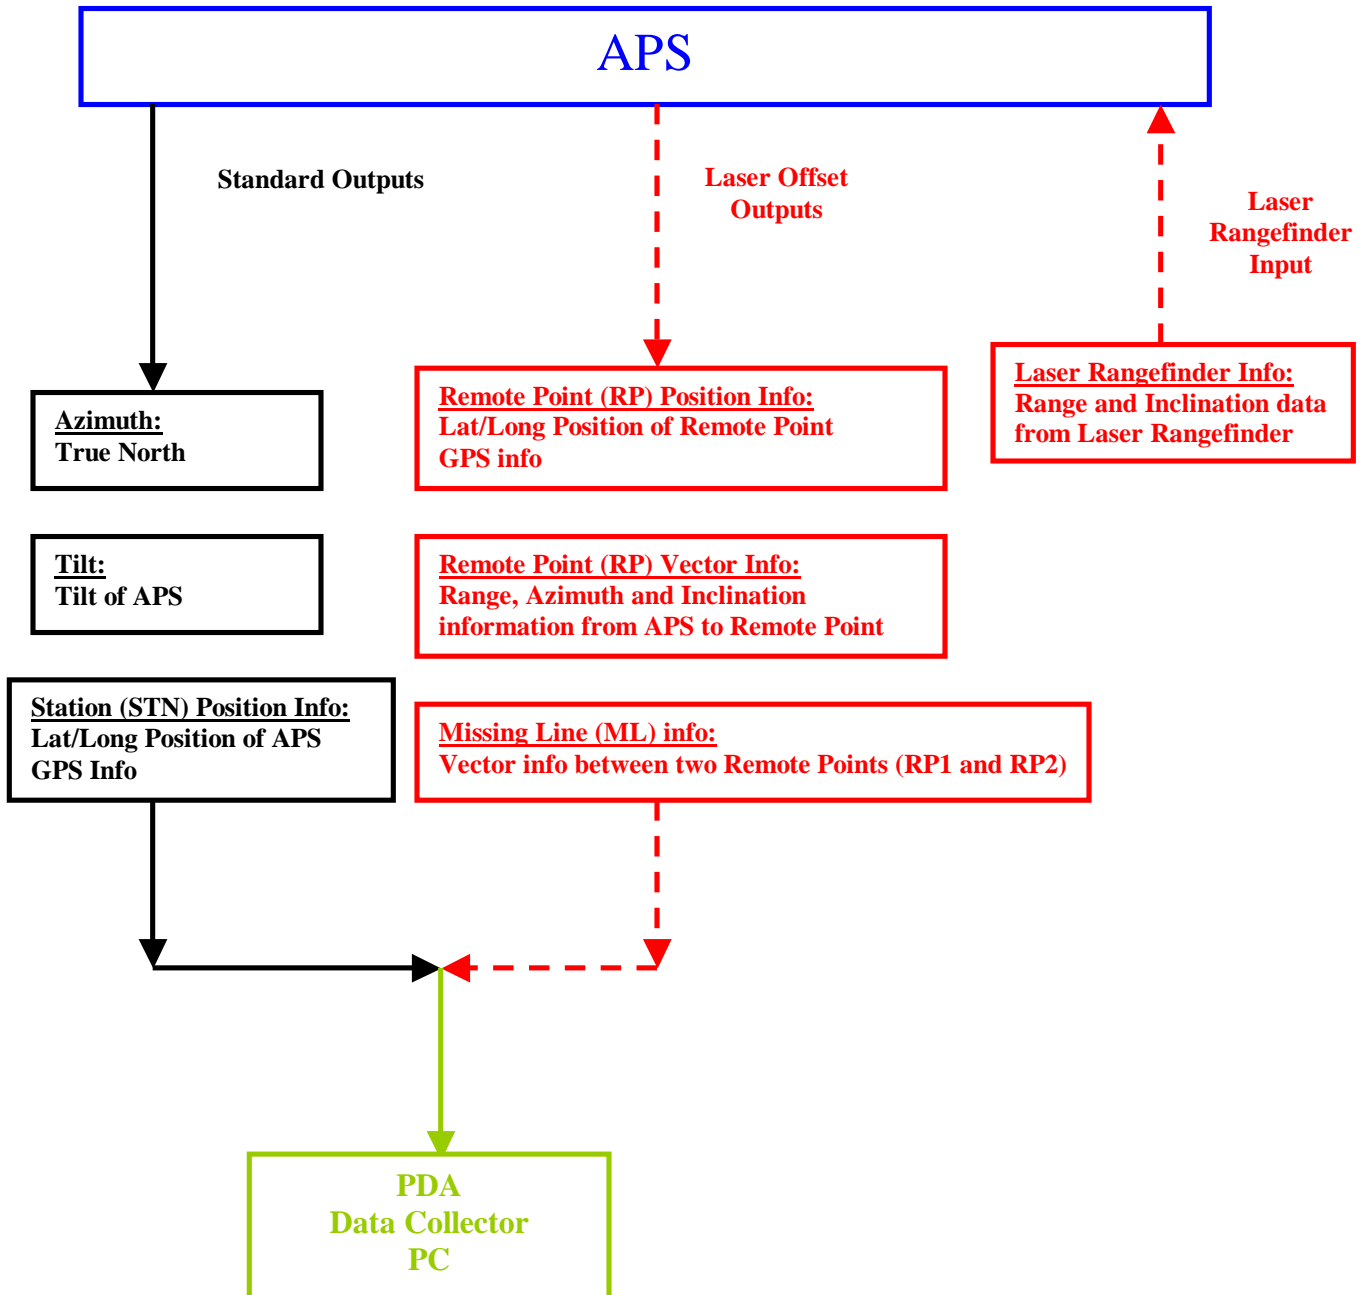 APS
Standard Outputs
Laser Offset
Outputs
Laser
Rangefinder
Input
Azimuth:
True North
Remote Point (RP) Position Info:
Lat/Long Position of Remote Point
GPS info
Laser Rangefinder Info:
Range and Inclination data
from Laser Rangefinder
Tilt:
Tilt of APS
Remote Point (RP) Vector Info:
Range, Azimuth and Inclination
information from APS to Remote Point
Station (STN) Position Info:
Lat/Long Position of APS
GPS Info
Missing Line (ML) info:
Vector info between two Remote Points (RP1 and RP2)
PDA
Data Collector
PC